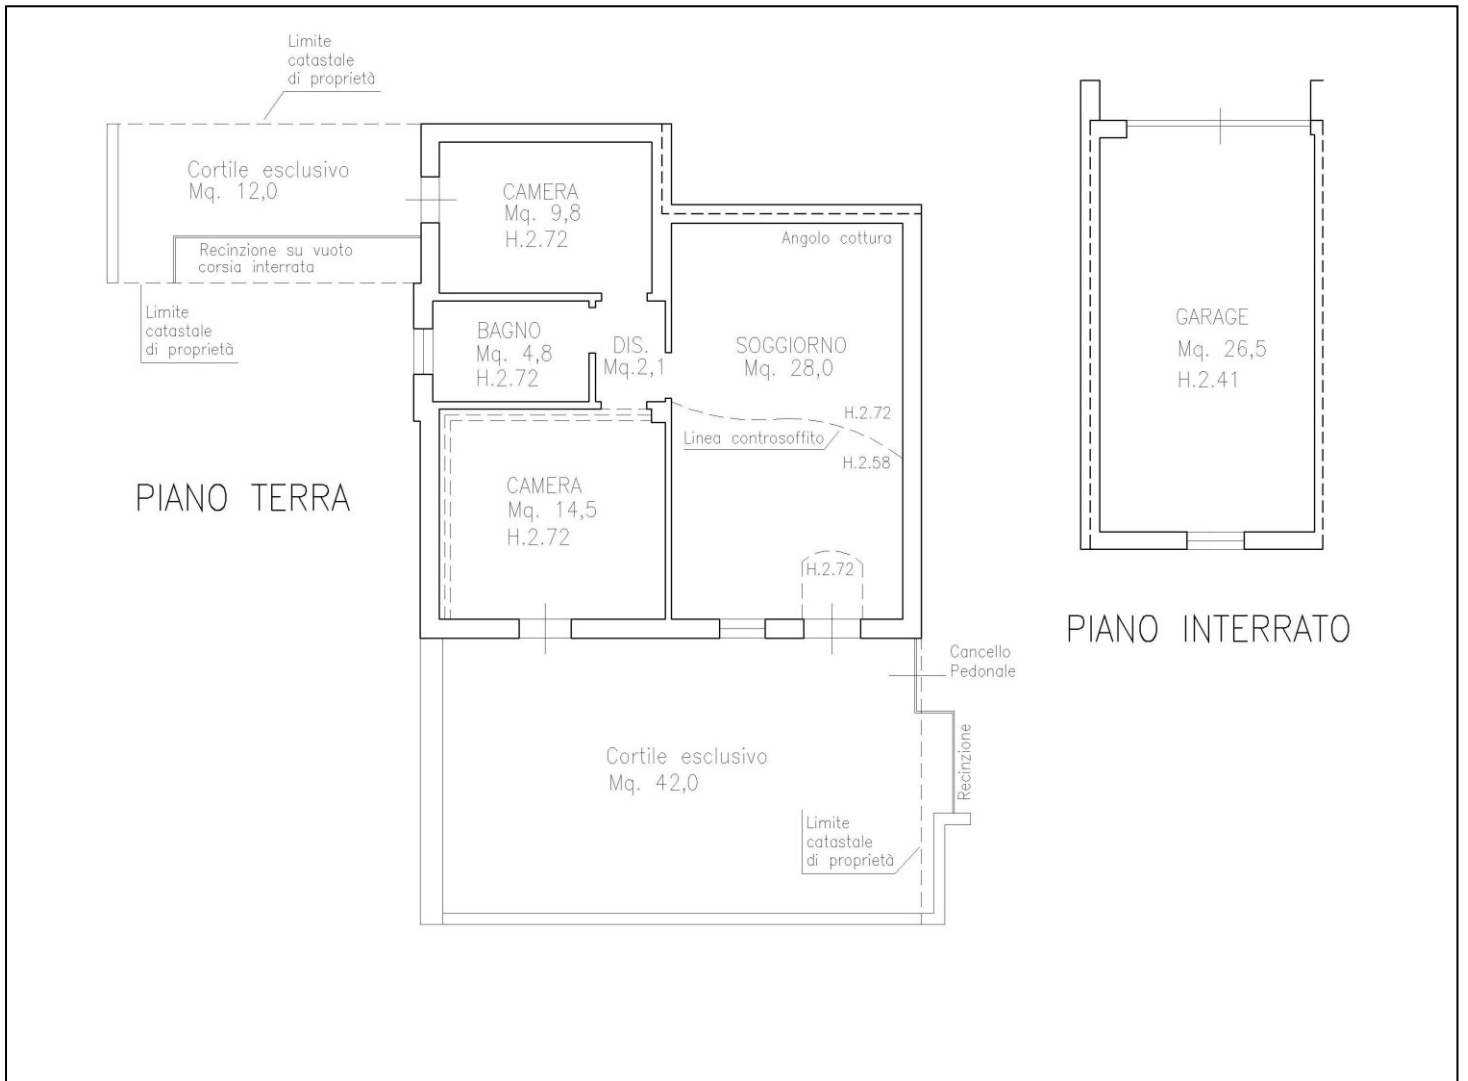 Limite
catastale
di proprietà
Cortile esclusivo
Mq. 12,0
Recinzione su vuoto
corsia interrata
Limite
catastale
di proprietà
CAMERA
Mq. 9,8
H.2.72
Angolo cottura
BAGNO
Mq. 4,8
H.2.72
DIS.
Mq.2,1
SOGGIORNO
Mq. 28,0
H.2.72
Linea controsoffitto
H.2.58
CAMERA
Mq. 14,5
H.2.72
H.2.72
PIANO TERRA
Cancello
Pedonale
Cortile esclusivo
Mq. 42,0
Recinzione
Limite
catastale
di proprietà
GARAGE
Mq. 26,5
H.2.41
PIANO INTERRATO